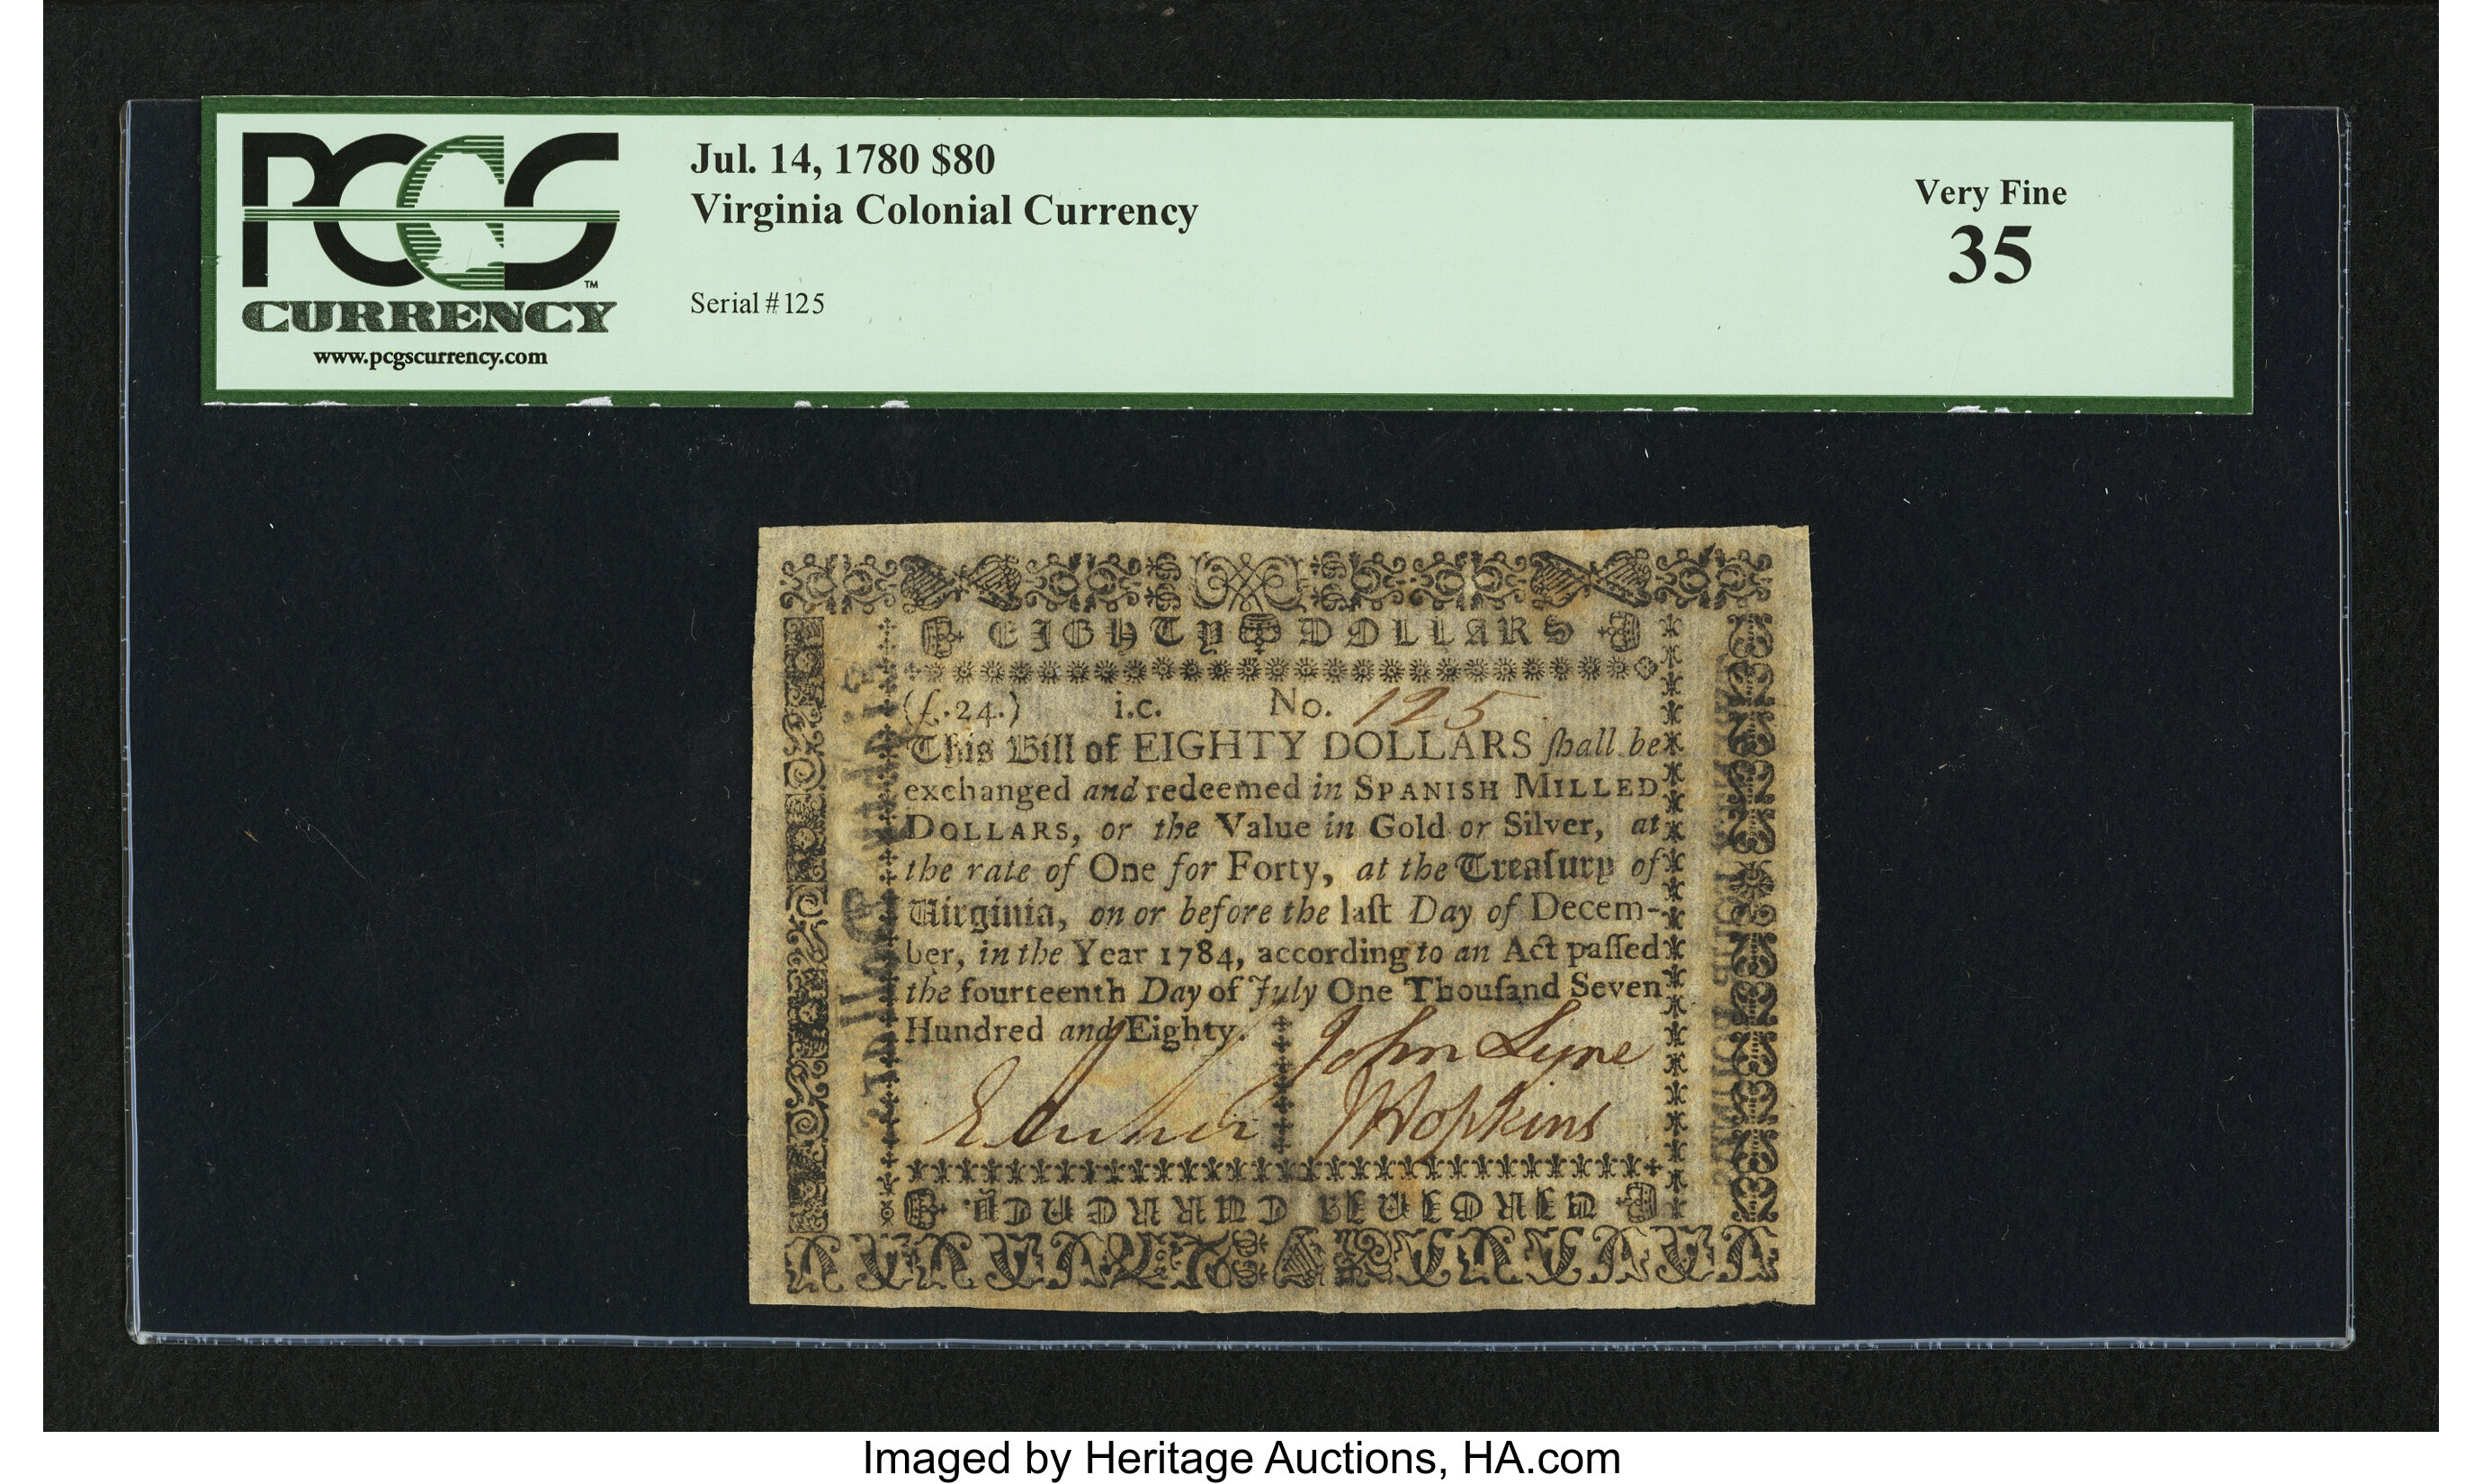 PCGS™
CURRENCY
www.pcgscurrency.com
Jul. 14, 1780 $80
Virginia Colonial Currency
Serial #125
Very Fine
35
EIGHTY DOLLARS
(£.24.) i.c. No. 125
This Bill of EIGHTY DOLLARS ſhall be
exchanged and redeemed in SPANISH MILLED
DOLLARS, or the Value in Gold or Silver, at
the rate of One for Forty, at the Treaſury of
Virginia, on or before the laſt Day of Decem-
ber, in the Year 1784, according to an Act paſſed
the fourteenth Day of July One Thouſand Seven
Hundred and Eighty.
John Lyne
JHopkins
VIRGINIA CURRENCY.
Imaged by Heritage Auctions, HA.com